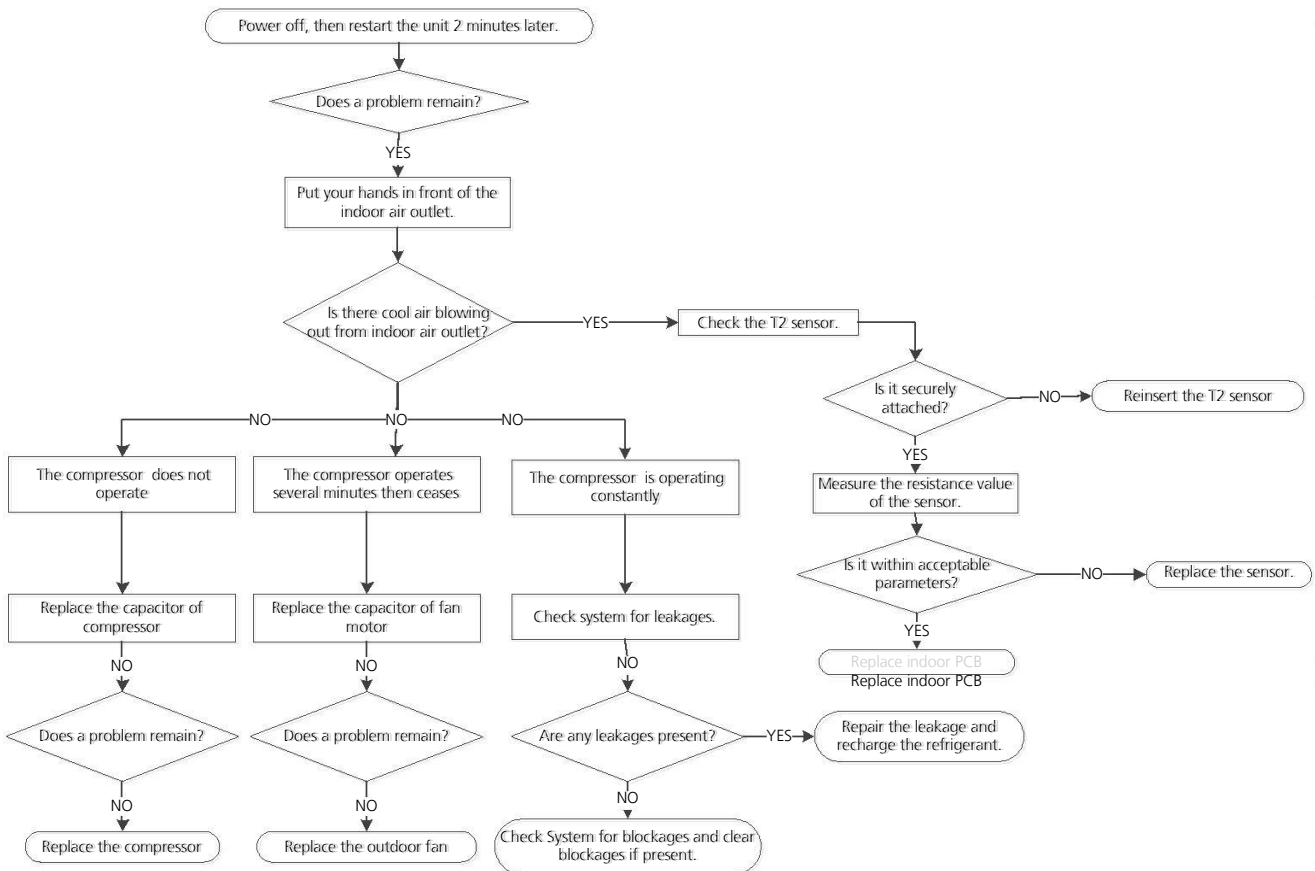 Power off, then restart the unit 2 minutes later.
Does a problem remain?
YES
Put your hands in front of the
indoor air outlet.
Is there cool air blowing
out from indoor air outlet?
YES
Check the T2 sensor.
Is it securely
attached?
NO
Reinsert the T2 sensor
YES
Measure the resistance value
of the sensor.
Is it within acceptable
parameters?
NO
Replace the sensor.
YES
Replace indoor PCB
Replace indoor PCB
NO
NO
NO
The compressor does not
operate
The compressor operates
several minutes then ceases
The compressor is operating
constantly
Replace the capacitor of
compressor
Replace the capacitor of fan
motor
Check system for leakages.
NO
NO
NO
Does a problem remain?
Does a problem remain?
Are any leakages present?
YES
Repair the leakage and
recharge the refrigerant.
NO
NO
NO
Replace the compressor
Replace the outdoor fan
Check System for blockages and clear
blockages if present.